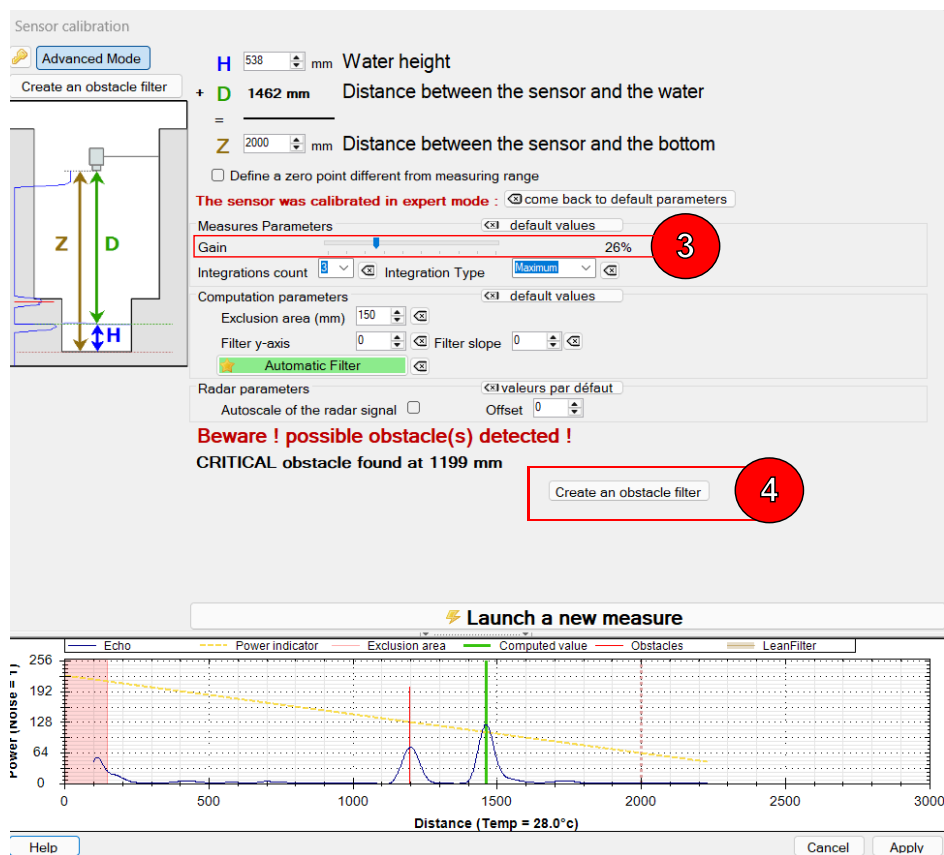 Sensor calibration
Advanced Mode
Create an obstacle filter
H 538 mm Water height
+ D 1462 mm Distance between the sensor and the water
=
Z 2000 mm Distance between the sensor and the bottom
Define a zero point different from measuring range
The sensor was calibrated in expert mode : come back to default parameters
Measures Parameters default values
Gain 26% 3
Integrations count 3 Integration Type Maximum
Computation parameters default values
Exclusion area (mm) 150
Filter y-axis 0 Filter slope 0
Automatic Filter
Radar parameters valeurs par défaut
Autoscale of the radar signal Offset 0
Z D
H
Beware ! possible obstacle(s) detected !
CRITICAL obstacle found at 1199 mm
Create an obstacle filter 4
Launch a new measure
Echo Power indicator Exclusion area Computed value Obstacles LeanFilter
Power (Noise = 1)
256
192
128
64
0
0 500 1000 1500 2000 2500 3000
Distance (Temp = 28.0°c)
Help Cancel Apply